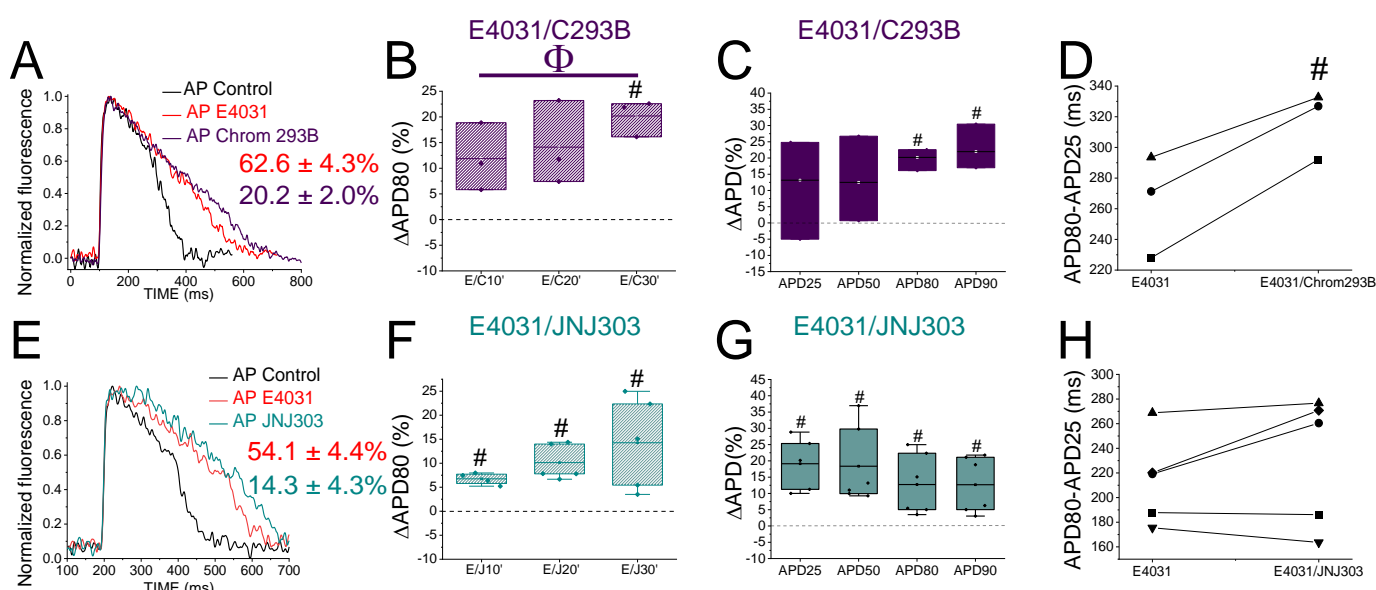 E4031/C293B
E4031/C293B
A
AP Control
AP E4031
AP Chrom 293B
62.6 ± 4.3%
20.2 ± 2.0%
Normalized fluorescence
1.0
0.8
0.6
0.4
0.2
0.0
0
200
400
600
800
TIME (ms)
B
Φ
#
ΔAPD80 (%)
25
20
15
10
5
0
-5
-10
E/C10'
E/C20'
E/C30'
C
#
#
ΔAPD(%)
40
35
30
25
20
15
10
5
0
-5
-10
-15
APD25
APD50
APD80
APD90
D
#
APD80-APD25 (ms)
340
320
300
280
260
240
220
E4031
E4031/Chrom293B
E4031/JNJ303
E4031/JNJ303
E
AP Control
AP E4031
AP JNJ303
54.1 ± 4.4%
14.3 ± 4.3%
Normalized fluorescence
1.0
0.8
0.6
0.4
0.2
0.0
100
200
300
400
500
600
700
TIME (ms)
F
#
#
#
ΔAPD80 (%)
25
20
15
10
5
0
-5
-10
E/J10'
E/J20'
E/J30'
G
#
#
#
#
ΔAPD(%)
45
40
35
30
25
20
15
10
5
0
-5
-10
APD25
APD50
APD80
APD90
H
APD80-APD25 (ms)
300
280
260
240
220
200
180
160
E4031
E4031/JNJ303